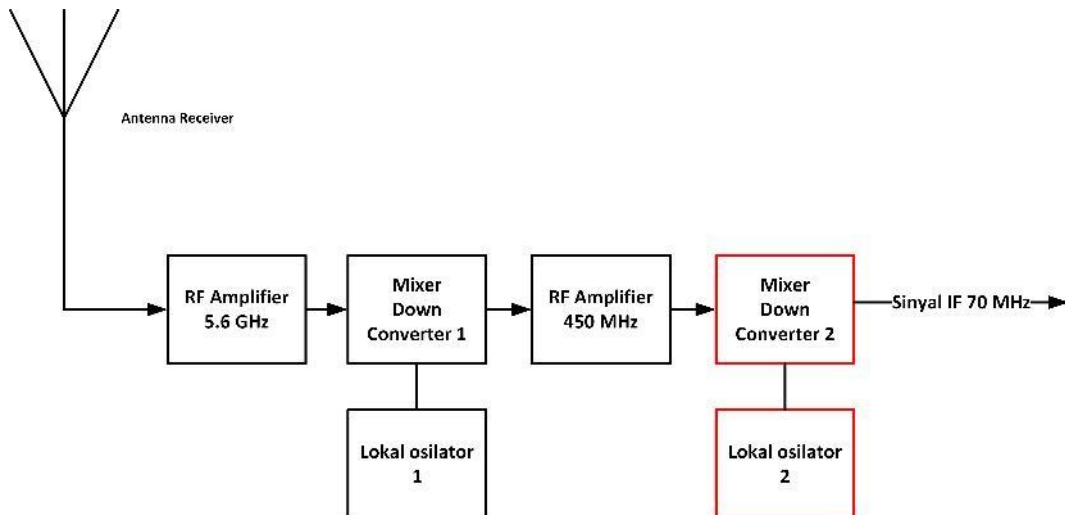 Antenna Receiver
RF Amplifier
5.6 GHz
Mixer
Down
Converter 1
RF Amplifier
450 MHz
Mixer
Down
Converter 2
Sinyal IF 70 MHz
Lokal osilator
1
Lokal osilator
2